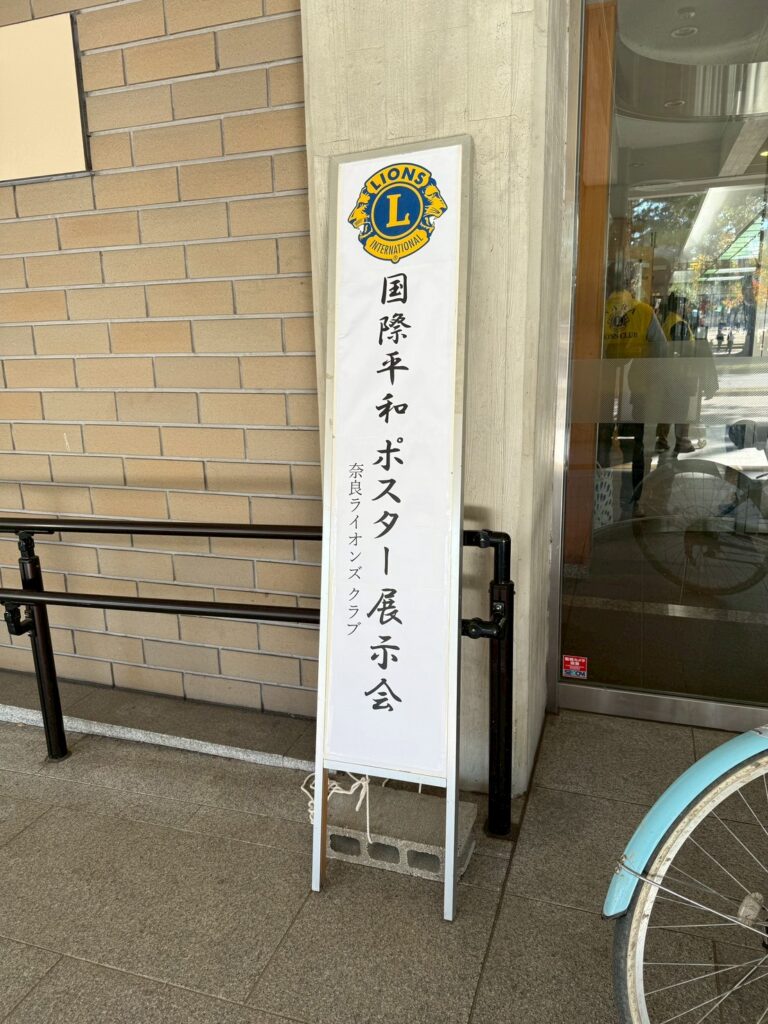 LIONS
L
INTERNATIONAL
®
国際平和 ポスター展示会
奈良ライオンズ クラブ
SECOM